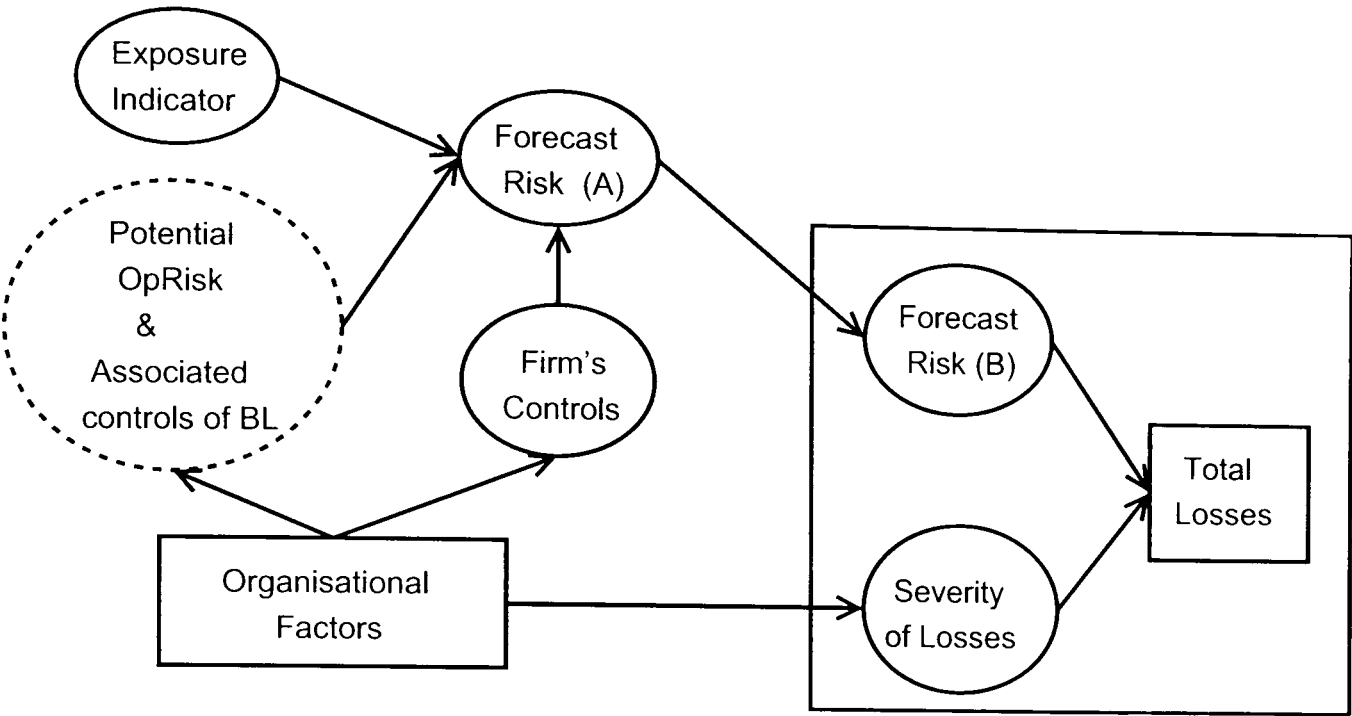 Exposure
Indicator
Forecast
Risk (A)
Potential
OpRisk
&
Associated
controls of BL
Firm's
Controls
Forecast
Risk (B)
Total
Losses
Organisational
Factors
Severity
of Losses